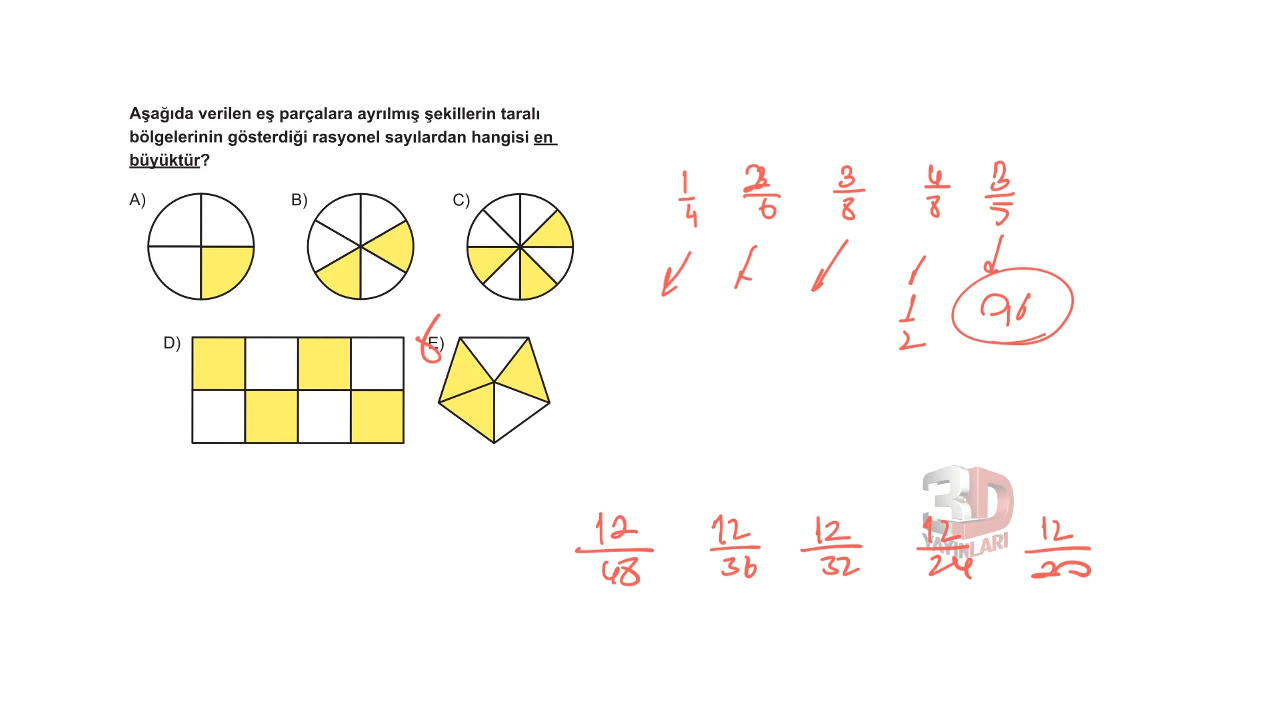 Aşağıda verilen eş parçalara ayrılmış şekillerin taralı
bölgelerinin gösterdiği rasyonel sayılardan hangisi en
büyüktür?
A) B) C)
D) E)
1/4 2/6 3/8 4/8 3/5
1/2
12/48 12/36 12/32 12/24 12/20
3D
YAYINLARI